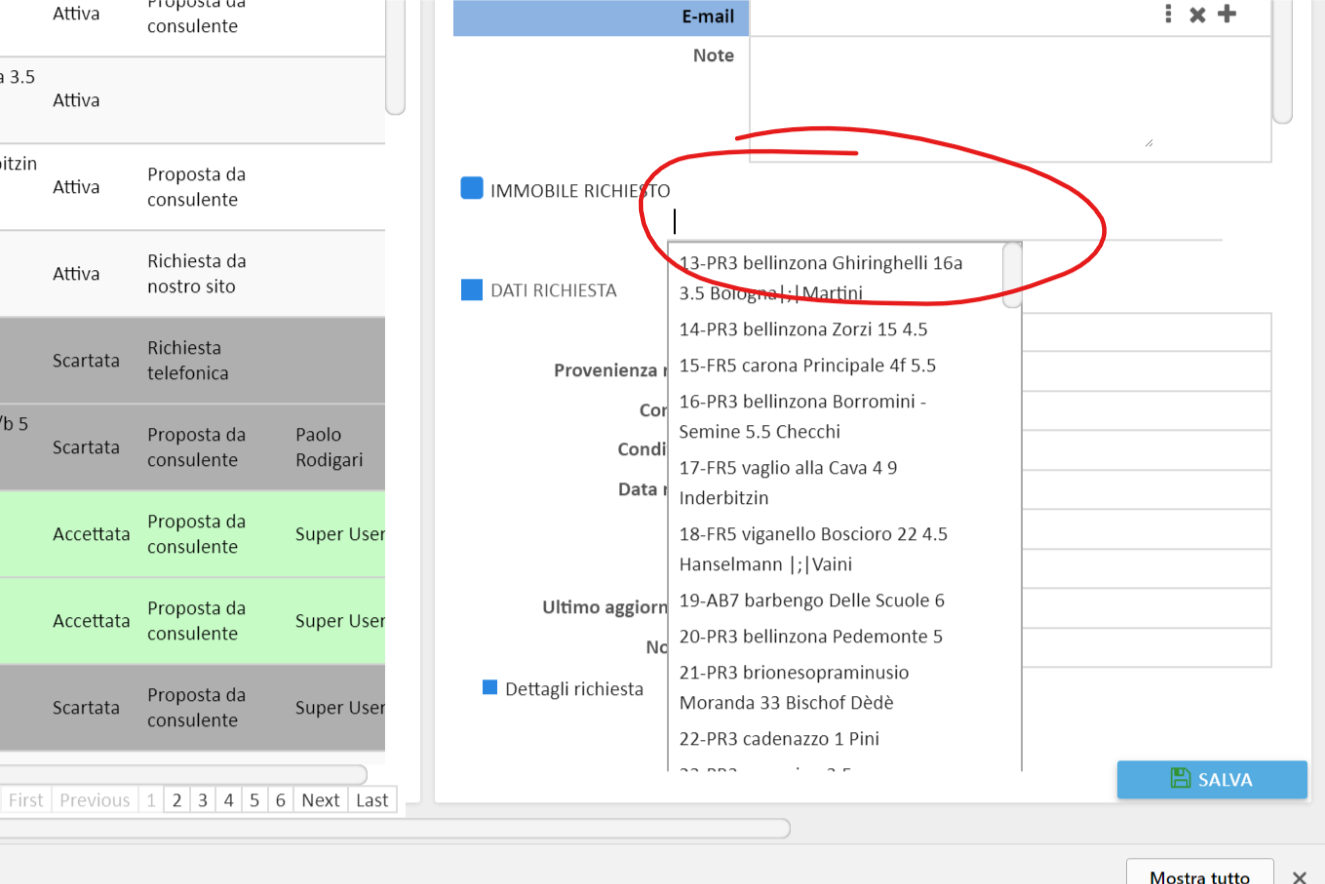 Attiva
Proposta da
consulente
a 3.5
Attiva
bitzin
Attiva
Proposta da
consulente
Attiva
Richiesta da
nostro sito
Scartata
Richiesta
telefonica
/b 5
Scartata
Proposta da
consulente
Paolo
Rodigari
Accettata
Proposta da
consulente
Super User
Accettata
Proposta da
consulente
Super User
Scartata
Proposta da
consulente
Super User
First Previous 1 2 3 4 5 6 Next Last
E-mail
Note
IMMOBILE RICHIESTO
DATI RICHIESTA
Provenienza
Condi
Data
Ultimo aggiorn
Dettagli richiesta
13-PR3 bellinzona Ghiringhelli 16a
3.5 Bologna|;|Martini
14-PR3 bellinzona Zorzi 15 4.5
15-FR5 carona Principale 4f 5.5
16-PR3 bellinzona Borromini -
Semine 5.5 Checchi
17-FR5 vaglio alla Cava 4 9
Inderbitzin
18-FR5 viganello Boscioro 22 4.5
Hanselmann |;|Vaini
19-AB7 barbengo Delle Scuole 6
20-PR3 bellinzona Pedemonte 5
21-PR3 brionesopraminusio
Moranda 33 Bischof Dèdè
22-PR3 cadenazzo 1 Pini
SALVA
Mostra tutto